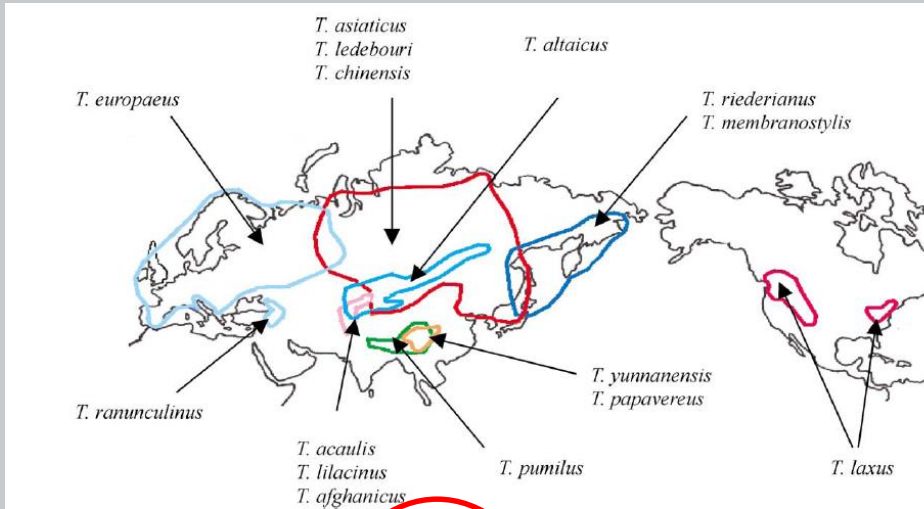 T. asiaticus
T. ledebouri
T. chinensis
T. altaicus
T. europaeus
T. riederianus
T. membranostylis
T. ranunculinus
T. yunnanensis
T. papavereus
T. acaulis
T. lilacinus
T. afghanicus
T. pumilus
T. laxus